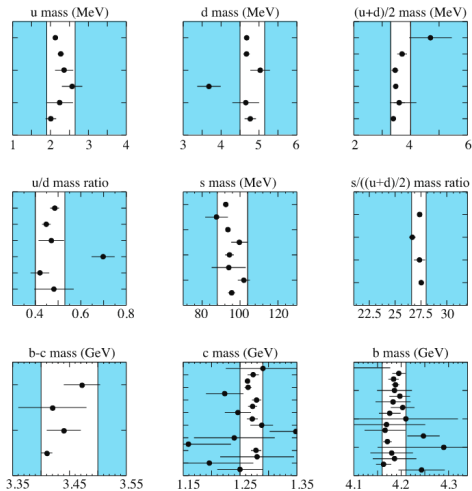 u mass (MeV) d mass (MeV) (u+d)/2 mass (MeV)
1 2 3 4 3 4 5 6 2 4 6
u/d mass ratio s mass (MeV) s/((u+d)/2) mass ratio
0.4 0.6 0.8 80 100 120 22.5 25 27.5 30
b-c mass (GeV) c mass (GeV) b mass (GeV)
3.35 3.45 3.55 1.15 1.25 1.35 4.1 4.2 4.3